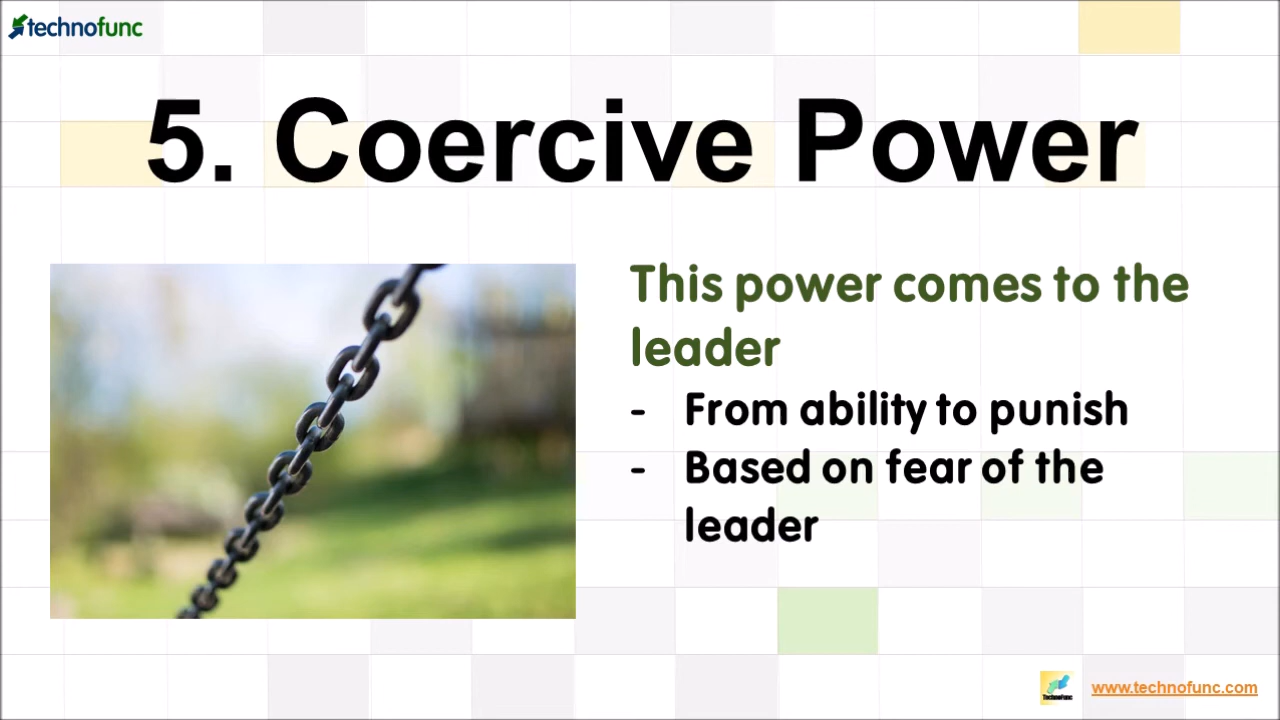 technofunc
5. Coercive Power
This power comes to the
leader
- From ability to punish
- Based on fear of the
leader
TechnoFunc
www.technofunc.com